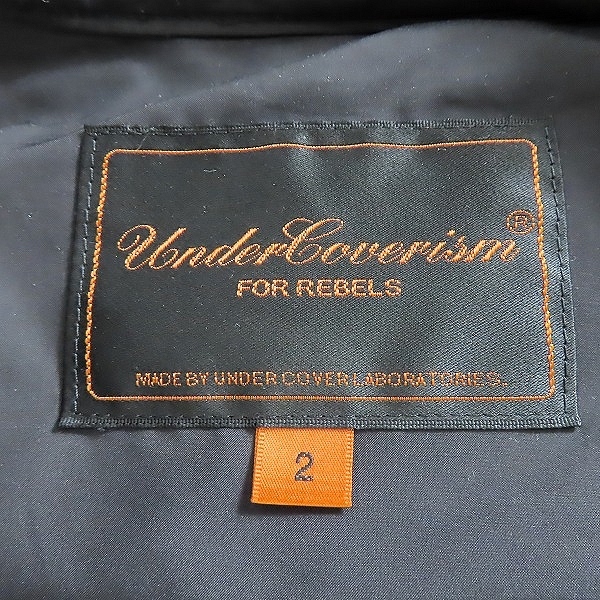 UnderCoverism®
FOR REBELS
MADE BY UNDER COVER LABORATORIES.
2